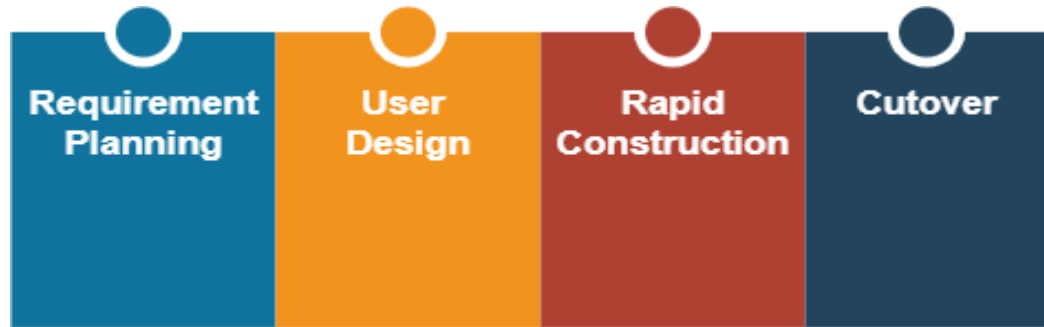 Requirement
Planning
User
Design
Rapid
Construction
Cutover